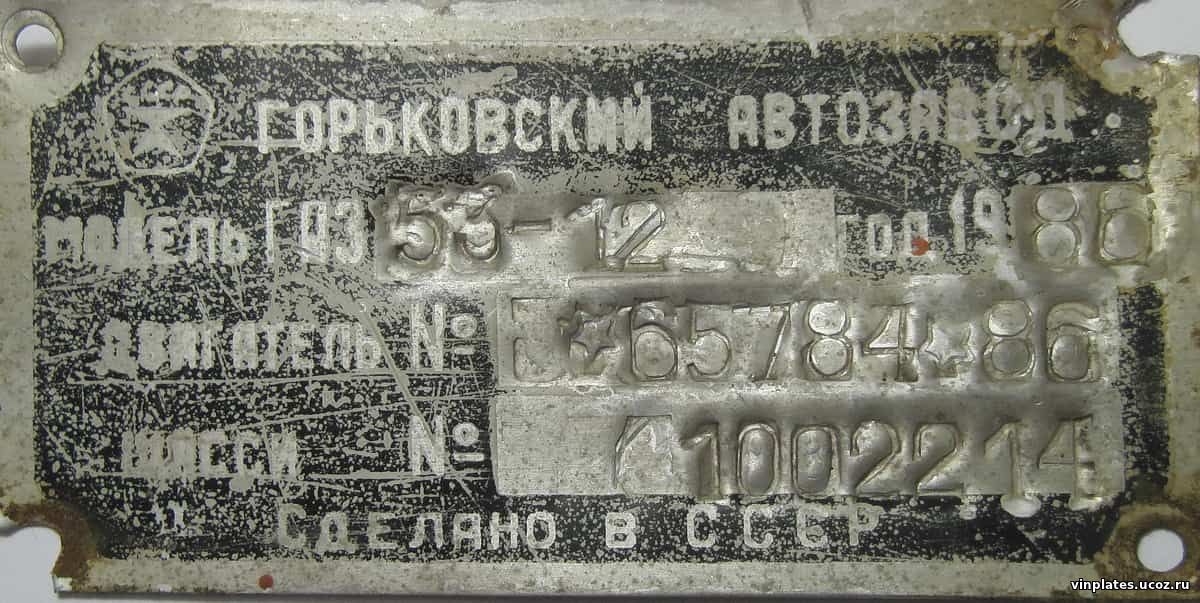 ГОРЬКОВСКИЙ АВТОЗАВОД
МОДЕЛЬ ГАЗ 53-12 ГОД 1986
ДВИГАТЕЛЬ № ☆65784☆86
ШАССИ № 1002214
СДЕЛАНО В СССР
vinplates.ucoz.ru